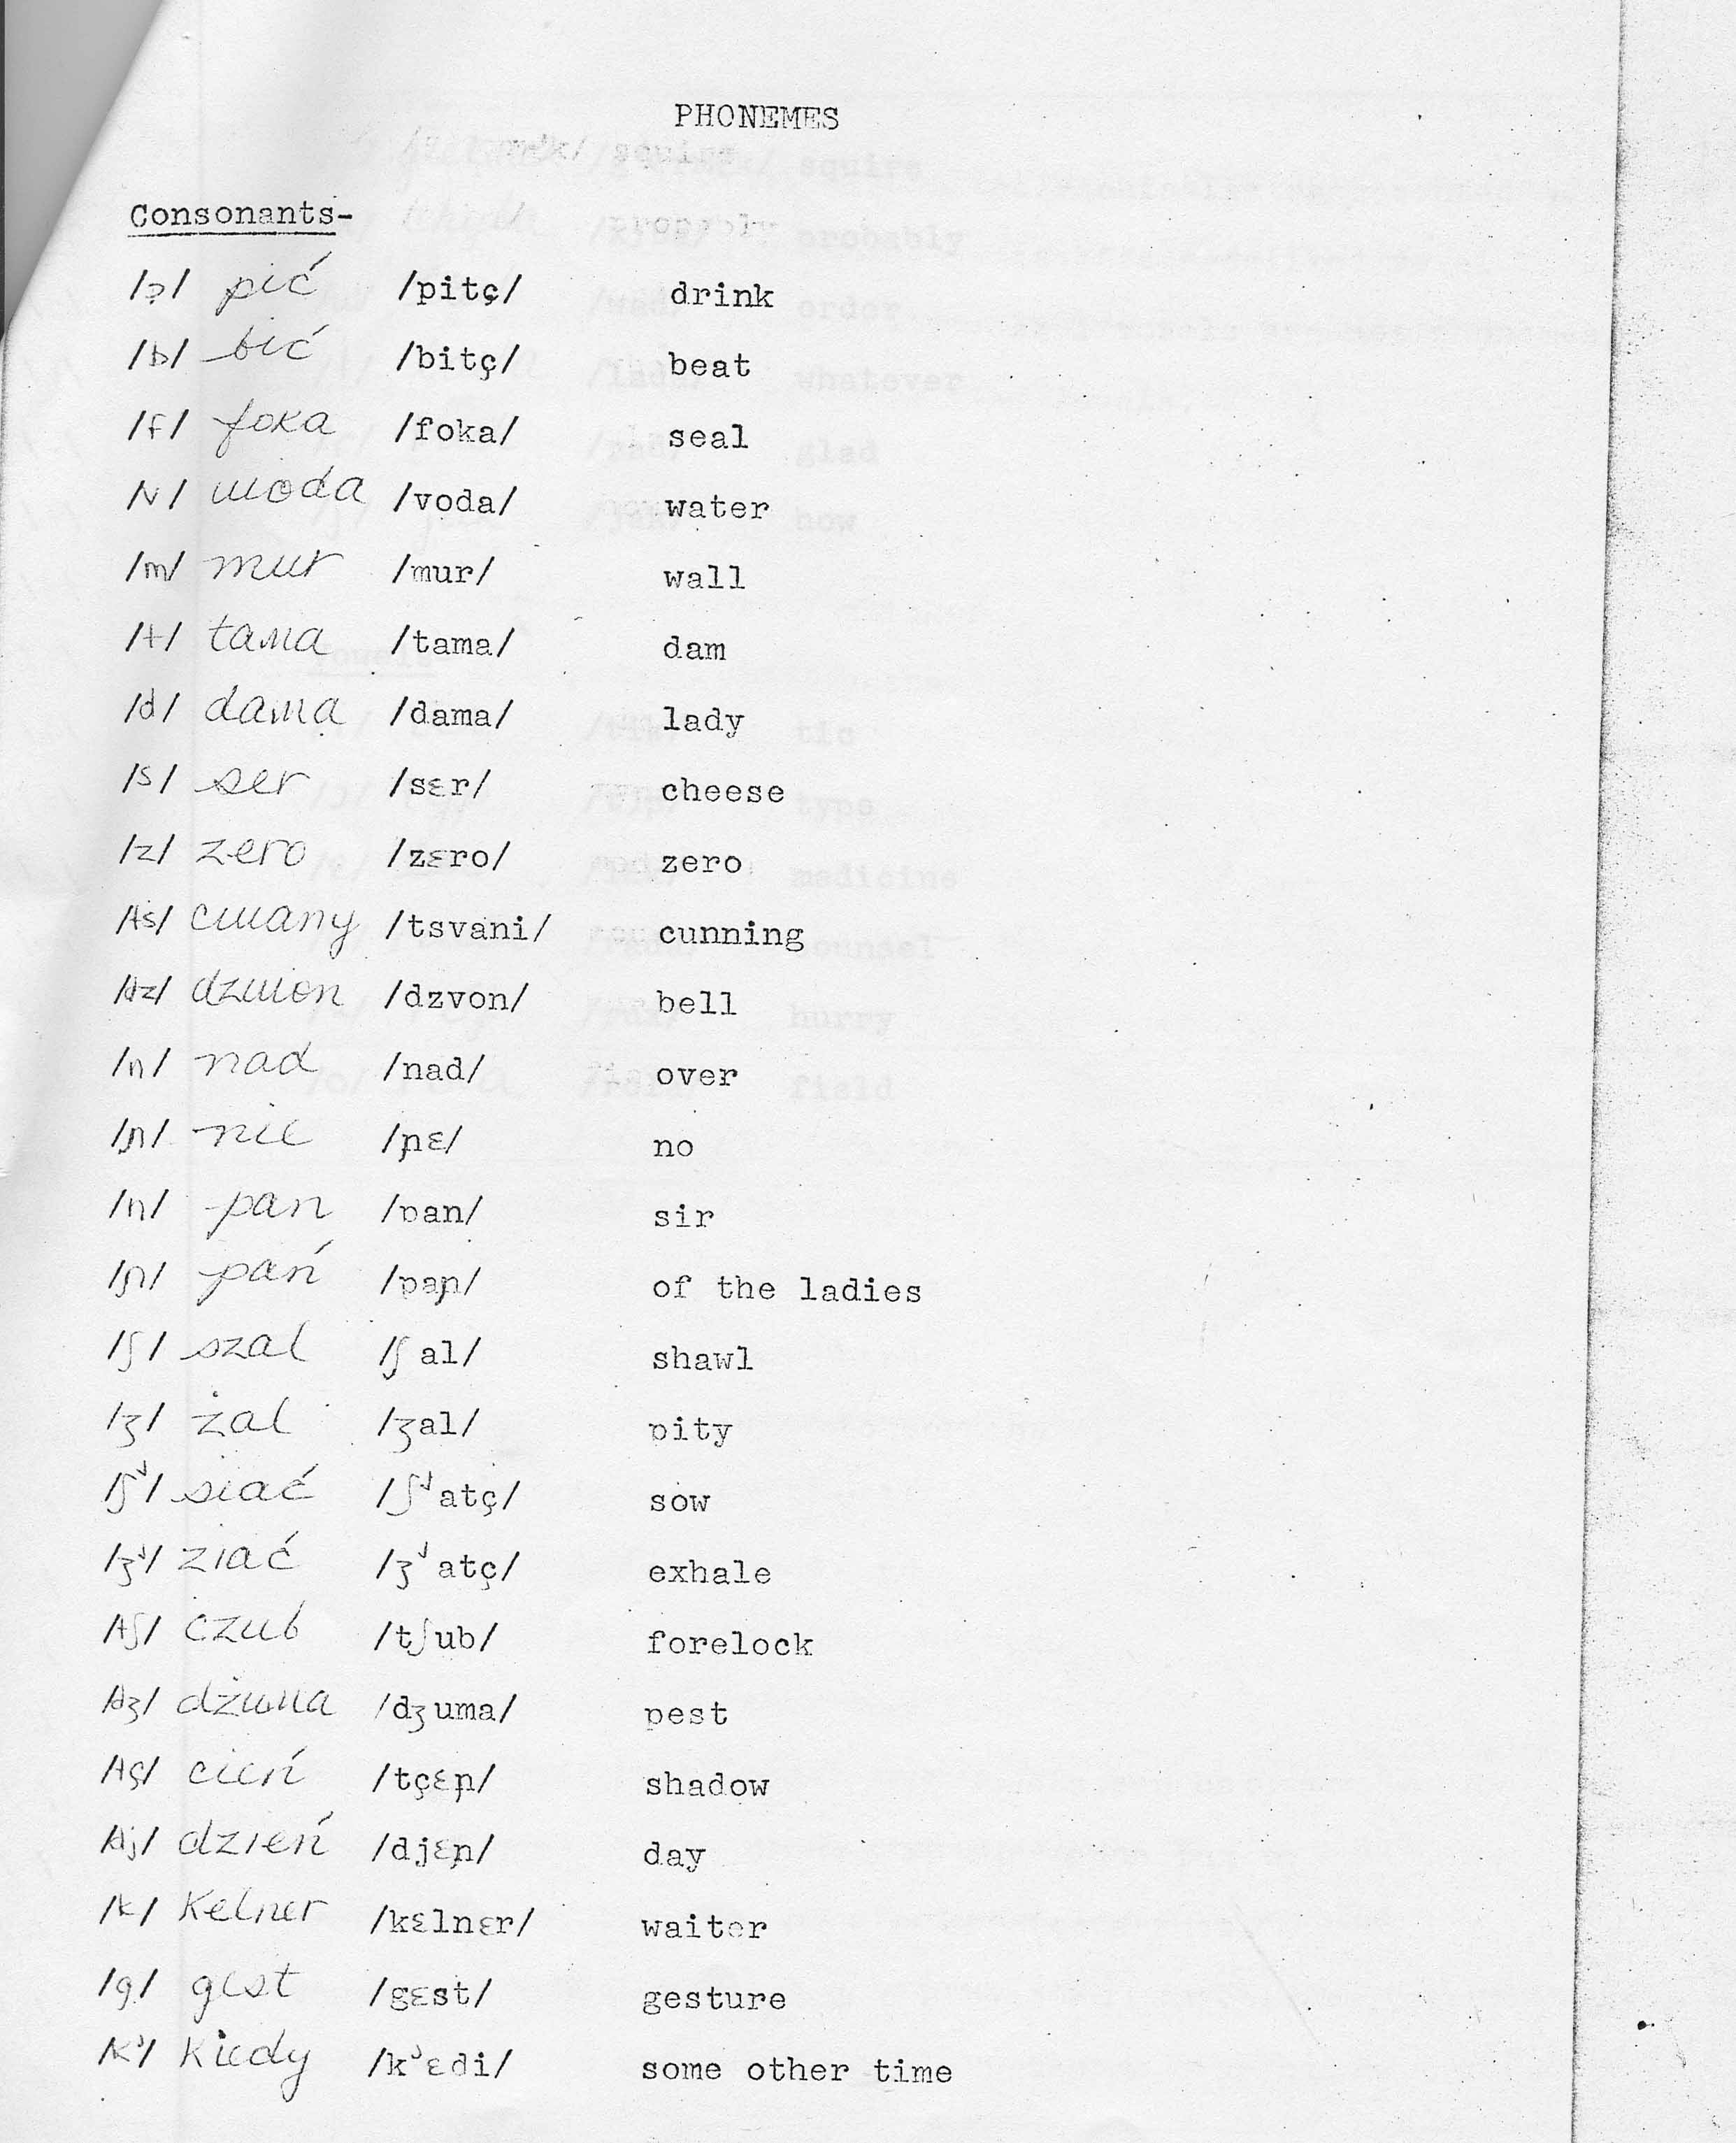 PHONEMES
Consonants-
/p/ pić /pitç/ drink
/b/ bić /bitç/ beat
/f/ foka /foka/ seal
/v/ woda /voda/ water
/m/ mur /mur/ wall
/t/ tama /tama/ dam
/d/ dama /dama/ lady
/s/ ser /sɛr/ cheese
/z/ zero /zɛro/ zero
/ts/ cwany /tsvani/ cunning
/dz/ dzwon /dzvon/ bell
/n/ nad /nad/ over
/ɲ/ nie /ɲɛ/ no
/n/ pan /pan/ sir
/ɲ/ pań /paɲ/ of the ladies
/ʃ/ szal /ʃ al/ shawl
/ʒ/ żal /ʒal/ pity
/ʃʲ/ siać /ʃʲatç/ sow
/ʒʲ/ ziać /ʒʲatç/ exhale
/tʃ/ czub /tʃub/ forelock
/dʒ/ dżuma /dʒuma/ pest
/tç/ cień /tçɛɲ/ shadow
/dj/ dzień /djɛɲ/ day
/k/ Kelner /kɛlnɛr/ waiter
/g/ gest /gɛst/ gesture
/kʲ/ Kiedy /kʲɛdi/ some other time